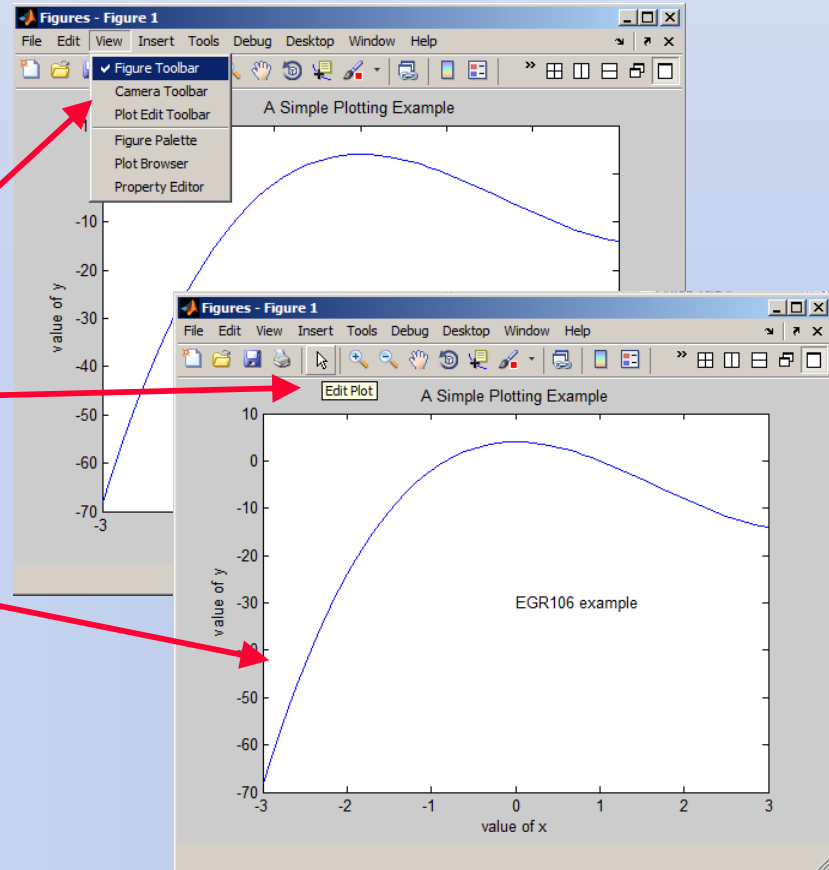 Figures - Figure 1
File Edit View Insert Tools Debug Desktop Window Help
Figure Toolbar
Camera Toolbar
Plot Edit Toolbar
Figure Palette
Plot Browser
Property Editor
A Simple Plotting Example
-10
-20
-30
-40
-50
-60
-70
-3
value of y
Figures - Figure 1
File Edit View Insert Tools Debug Desktop Window Help
Edit Plot
A Simple Plotting Example
10
0
-10
-20
-30
-50
-60
-70
value of y
EGR106 example
-3 -2 -1 0 1 2 3
value of x